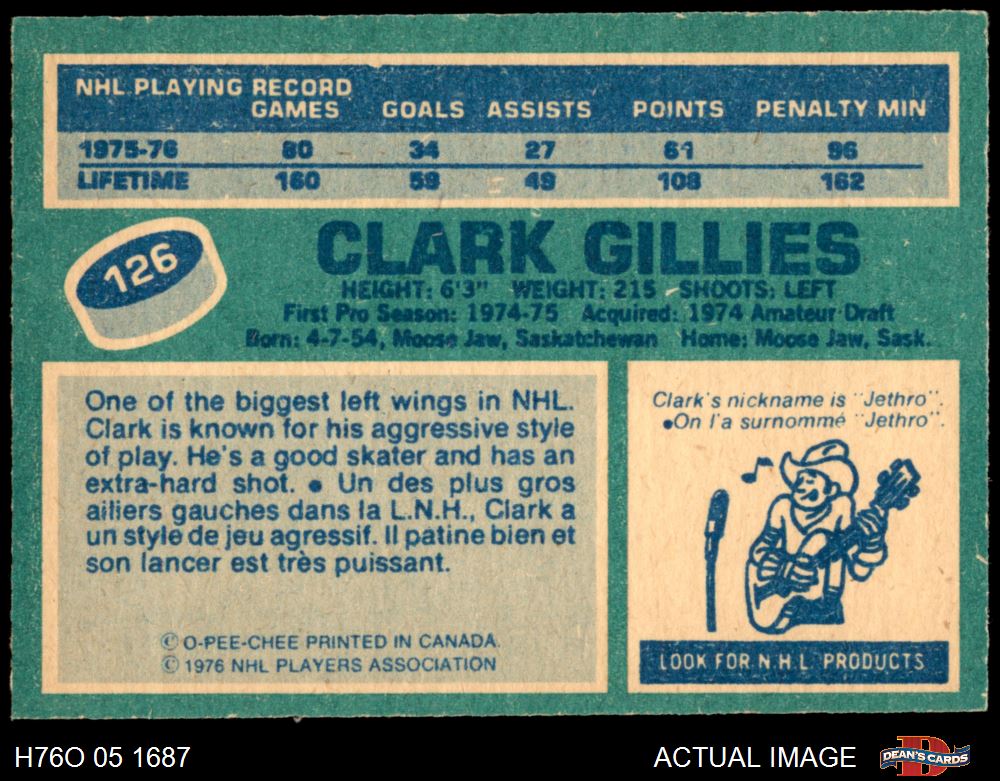 NHL PLAYING RECORD
GAMES GOALS ASSISTS POINTS PENALTY MIN
1975-76 80 34 27 61 96
LIFETIME 160 59 49 108 162
126
CLARK GILLIES
HEIGHT: 6'3" WEIGHT: 215 SHOOTS: LEFT
First Pro Season: 1974-75 Acquired: 1974 Amateur Draft
Born: 4-7-54, Moose Jaw, Saskatchewan Home: Moose Jaw, Sask.
One of the biggest left wings in NHL.
Clark is known for his aggressive style
of play. He's a good skater and has an
extra-hard shot. ● Un des plus gros
ailiers gauches dans la L.N.H., Clark a
un style de jeu agressif. Il patine bien et
son lancer est très puissant.
© O-PEE-CHEE PRINTED IN CANADA.
© 1976 NHL PLAYERS ASSOCIATION
Clark's nickname is "Jethro".
●On l'a surnommé "Jethro".
LOOK FOR N.H.L. PRODUCTS
H76O 05 1687
ACTUAL IMAGE
DEAN'S CARDS